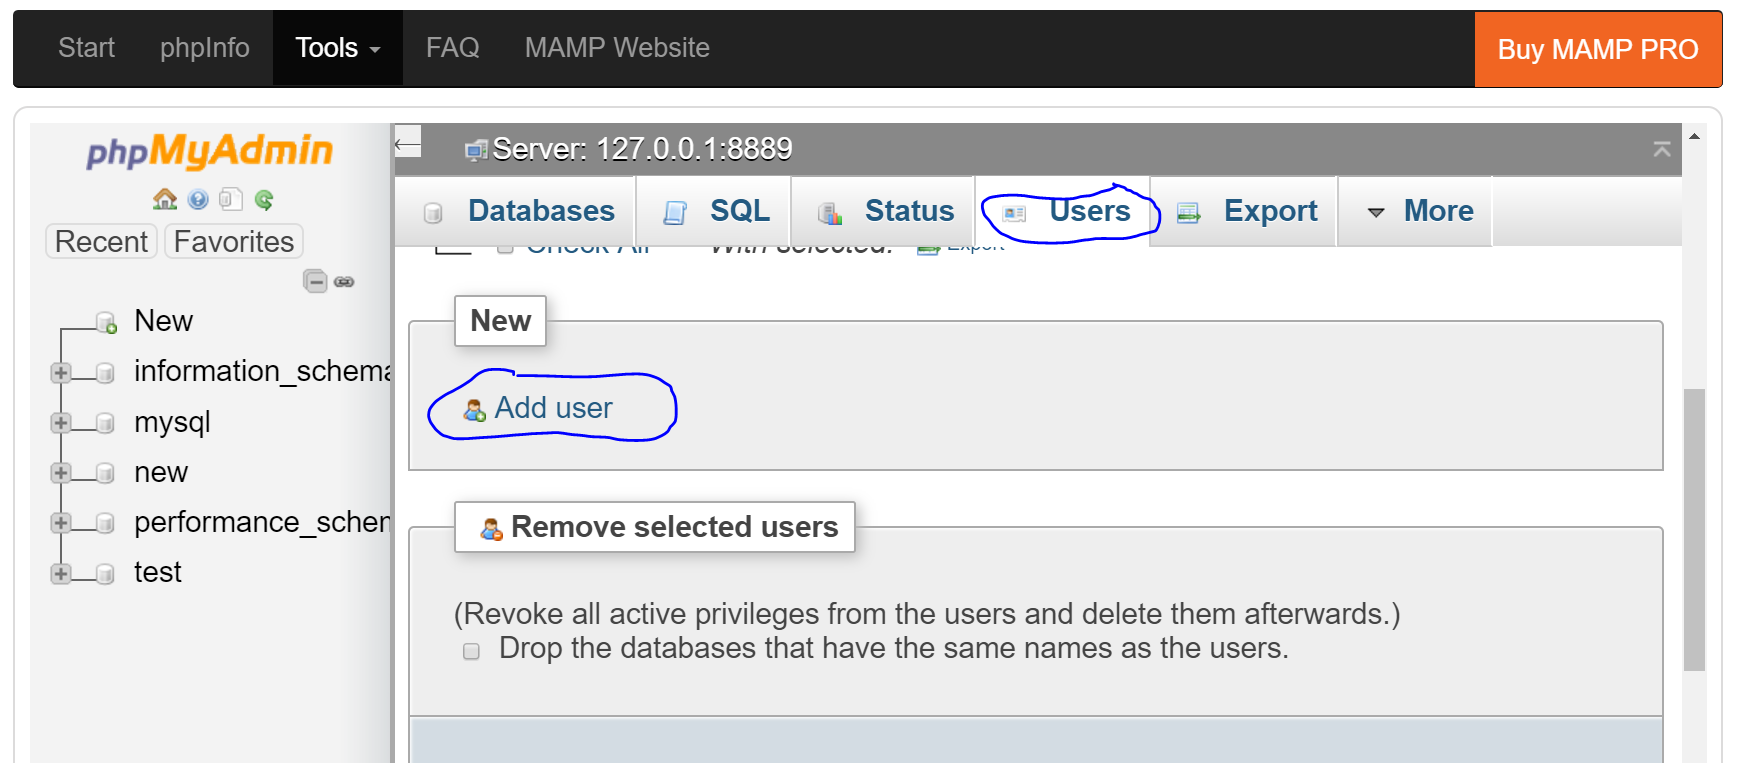 Start phpInfo Tools FAQ MAMP Website Buy MAMP PRO
phpMyAdmin
Recent Favorites
New
information_schema
mysql
new
performance_schem
test
Server: 127.0.0.1:8889
Databases SQL Status Users Export More
Check All With selected: Export
New
Add user
Remove selected users
(Revoke all active privileges from the users and delete them afterwards.)
Drop the databases that have the same names as the users.